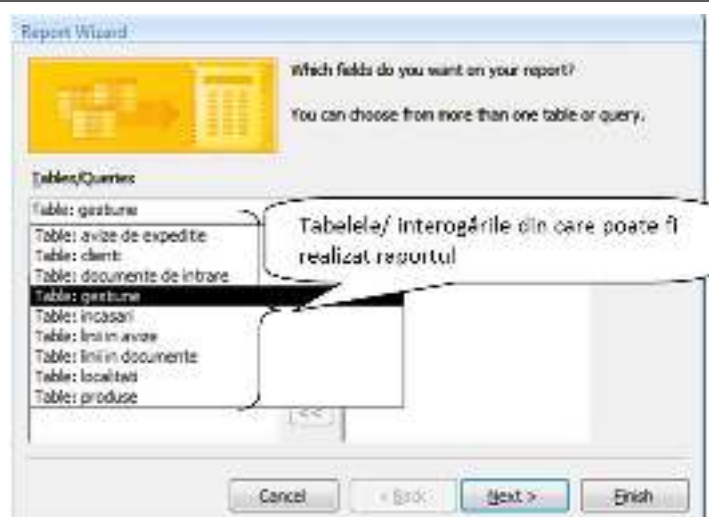 Report Wizard
Which fields do you want on your report?
You can choose from more than one table or query.
Tables/Queries
Table: gestiune
Tabelele/ interogările din care poate fi
realizat raportul
Table: avize de expeditie
Table: clienti
Table: documente de intrare
Table: gestiune
Table: incasari
Table: linii in avize
Table: linii in documente
Table: localitati
Table: produse
<<
Cancel
< Back
Next >
Finish